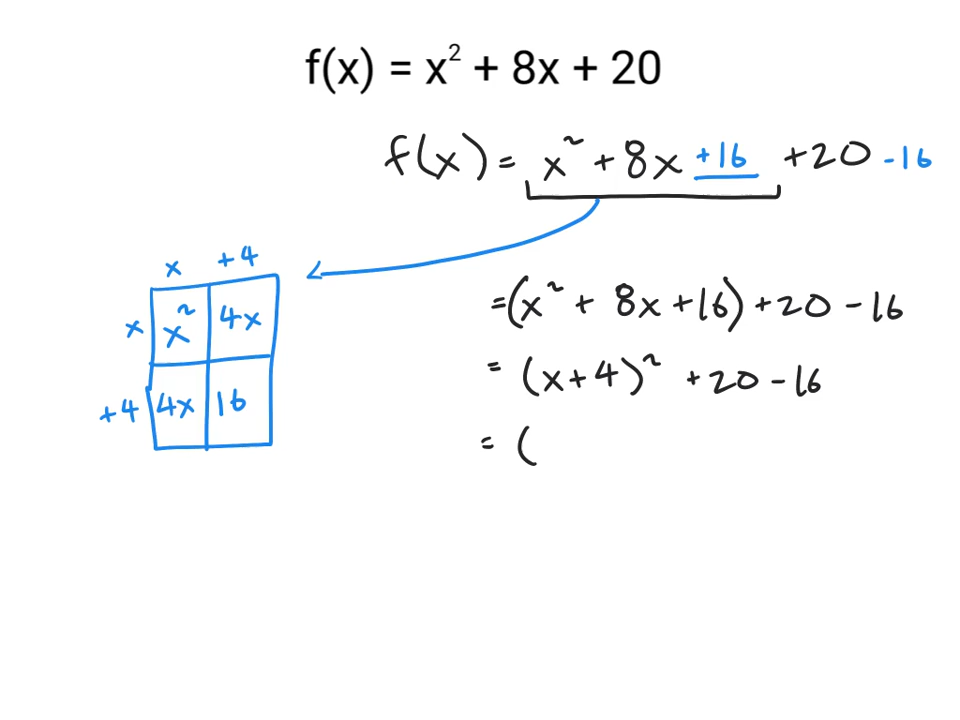 f(x) = x² + 8x + 20
f(x) = x² + 8x +16 +20 -16
x +4
x x² 4x
+4 4x 16
=(x² + 8x +16) +20 -16
= (x+4)² +20 -16
= (